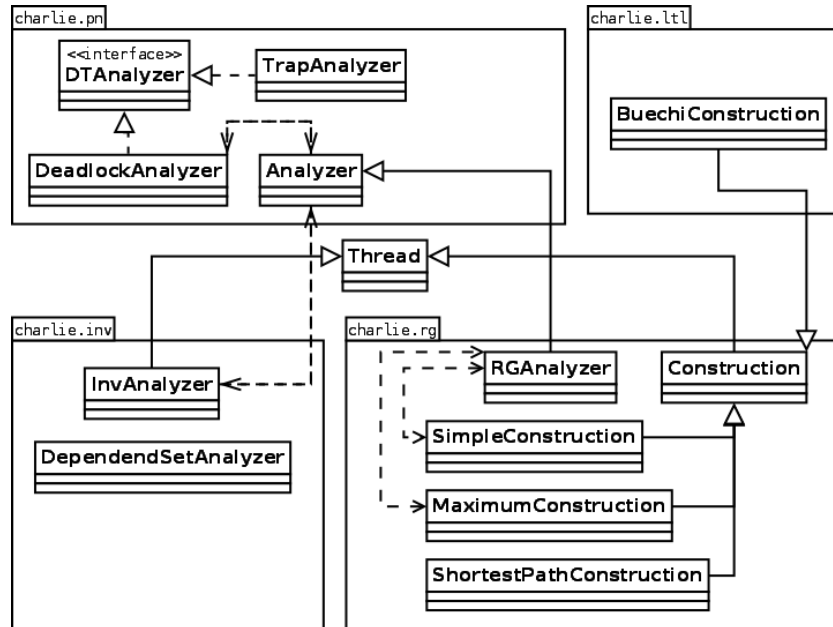 charlie.pn
<<interface>>
DTAnalyzer
TrapAnalyzer
DeadlockAnalyzer
Analyzer
charlie.ltl
BuechiConstruction
Thread
charlie.inv
InvAnalyzer
DependendSetAnalyzer
charlie.rg
RGAnalyzer
Construction
SimpleConstruction
MaximumConstruction
ShortestPathConstruction